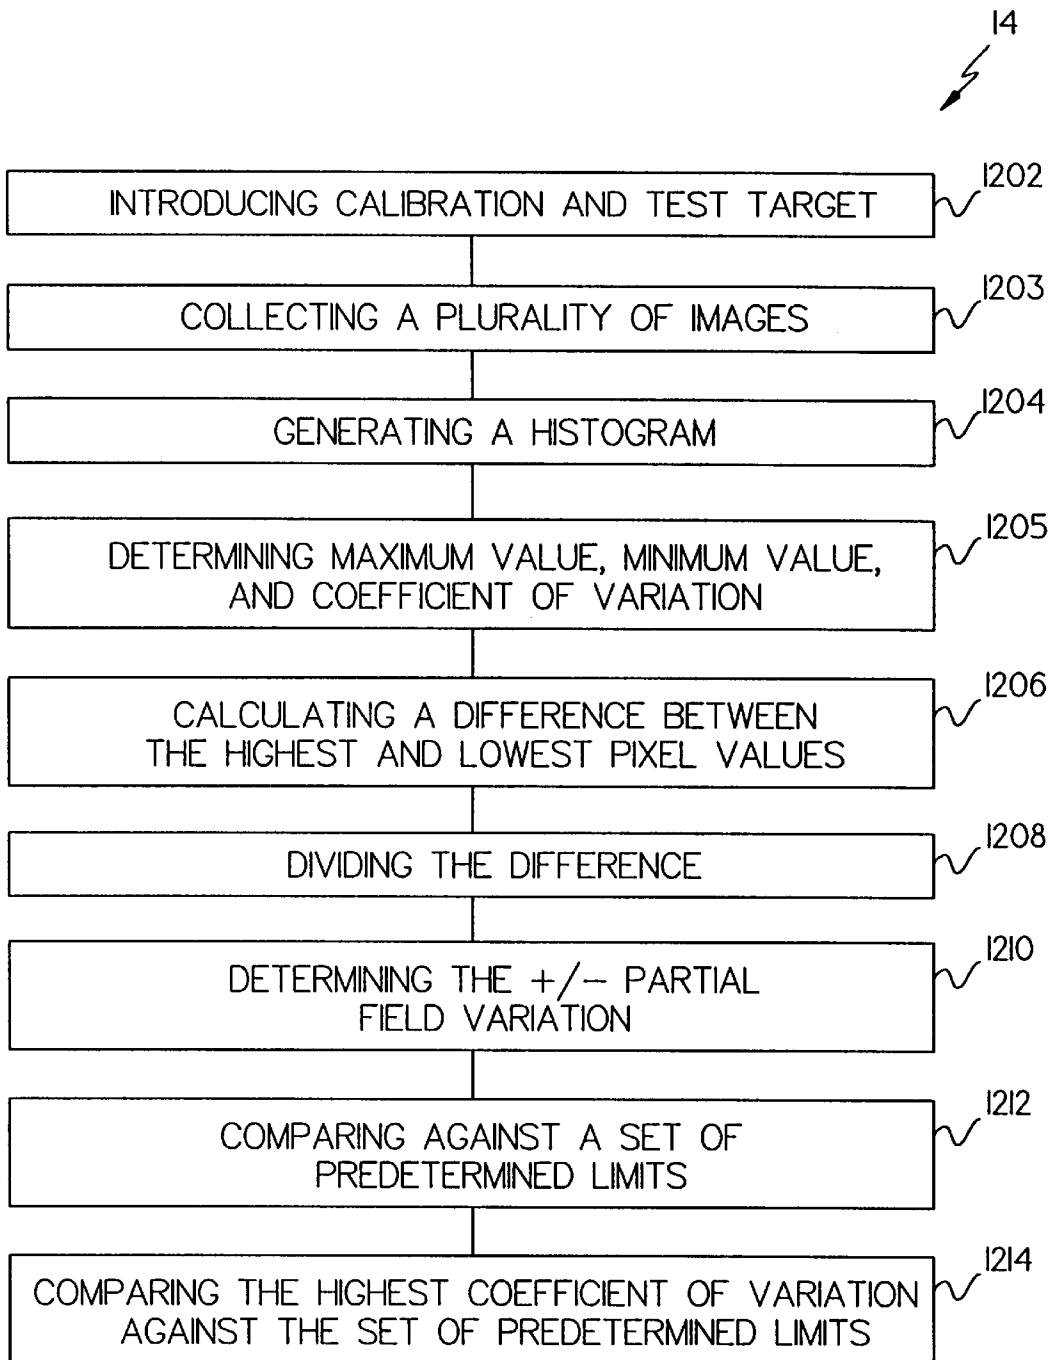 14
INTRODUCING CALIBRATION AND TEST TARGET
1202
COLLECTING A PLURALITY OF IMAGES
1203
GENERATING A HISTOGRAM
1204
DETERMINING MAXIMUM VALUE, MINIMUM VALUE,
AND COEFFICIENT OF VARIATION
1205
CALCULATING A DIFFERENCE BETWEEN
THE HIGHEST AND LOWEST PIXEL VALUES
1206
DIVIDING THE DIFFERENCE
1208
DETERMINING THE +/− PARTIAL
FIELD VARIATION
1210
COMPARING AGAINST A SET OF
PREDETERMINED LIMITS
1212
COMPARING THE HIGHEST COEFFICIENT OF VARIATION
AGAINST THE SET OF PREDETERMINED LIMITS
1214